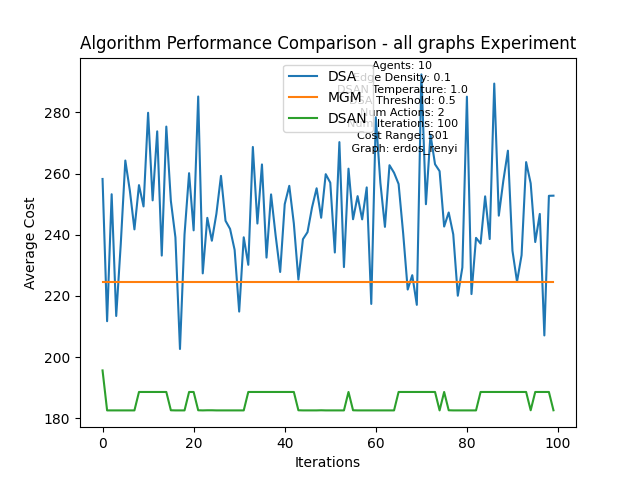 Algorithm Performance Comparison - all graphs Experiment
DSA
MGM
DSAN
Agents: 10
Edge Density: 0.1
DSAN Temperature: 1.0
DSA Threshold: 0.5
Num Actions: 2
Num Iterations: 100
Cost Range: 501
Graph: erdos_renyi
Average Cost
280
260
240
220
200
180
0
20
40
60
80
100
Iterations